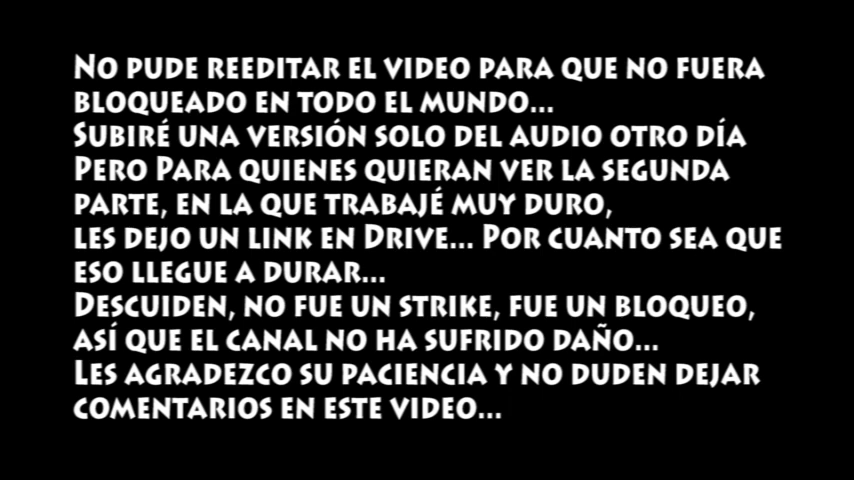 No pude reeditar el video para que no fuera
bloqueado en todo el mundo...
Subiré una versión solo del audio otro día
Pero Para quienes quieran ver la segunda
parte, en la que trabajé muy duro,
les dejo un link en Drive... Por cuanto sea que
eso llegue a durar...
Descuiden, no fue un strike, fue un bloqueo,
así que el canal no ha sufrido daño...
Les agradezco su paciencia y no duden dejar
comentarios en este video...